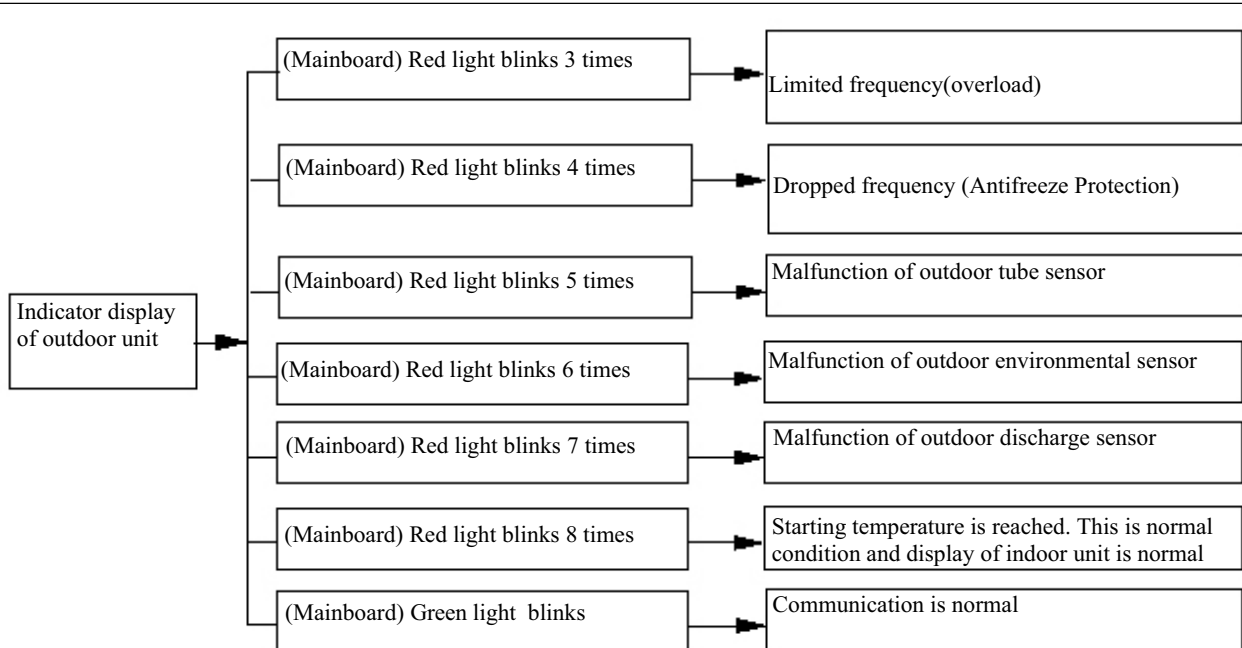 (Mainboard) Red light blinks 3 times
Limited frequency(overload)
(Mainboard) Red light blinks 4 times
Dropped frequency (Antifreeze Protection)
(Mainboard) Red light blinks 5 times
Malfunction of outdoor tube sensor
Indicator display
of outdoor unit
(Mainboard) Red light blinks 6 times
Malfunction of outdoor environmental sensor
(Mainboard) Red light blinks 7 times
Malfunction of outdoor discharge sensor
(Mainboard) Red light blinks 8 times
Starting temperature is reached. This is normal
condition and display of indoor unit is normal
(Mainboard) Green light blinks
Communication is normal